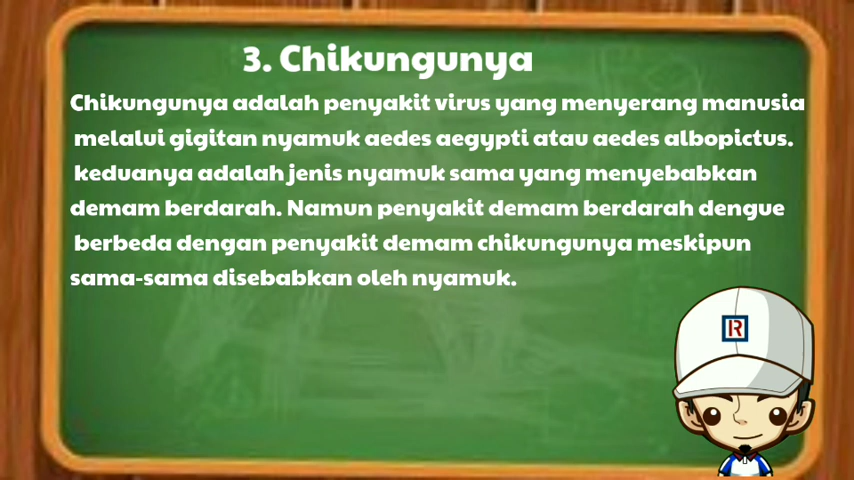 3. Chikungunya
Chikungunya adalah penyakit virus yang menyerang manusia
melalui gigitan nyamuk aedes aegypti atau aedes albopictus.
keduanya adalah jenis nyamuk sama yang menyebabkan
demam berdarah. Namun penyakit demam berdarah dengue
berbeda dengan penyakit demam chikungunya meskipun
sama-sama disebabkan oleh nyamuk.
R